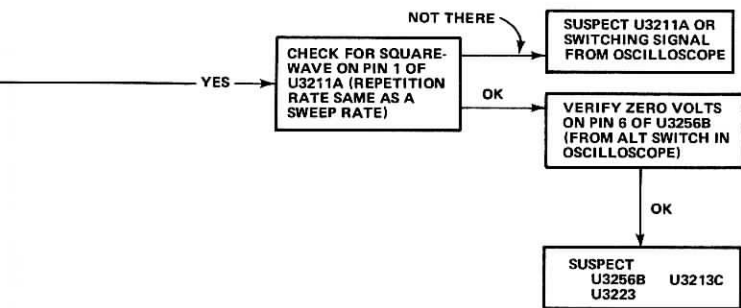 NOT THERE
SUSPECT U3211A OR
SWITCHING SIGNAL
FROM OSCILLOSCOPE
YES
CHECK FOR SQUARE-
WAVE ON PIN 1 OF
U3211A (REPETITION
RATE SAME AS A
SWEEP RATE)
OK
VERIFY ZERO VOLTS
ON PIN 6 OF U3256B
(FROM ALT SWITCH IN
OSCILLOSCOPE)
OK
SUSPECT
U3256B U3213C
U3223